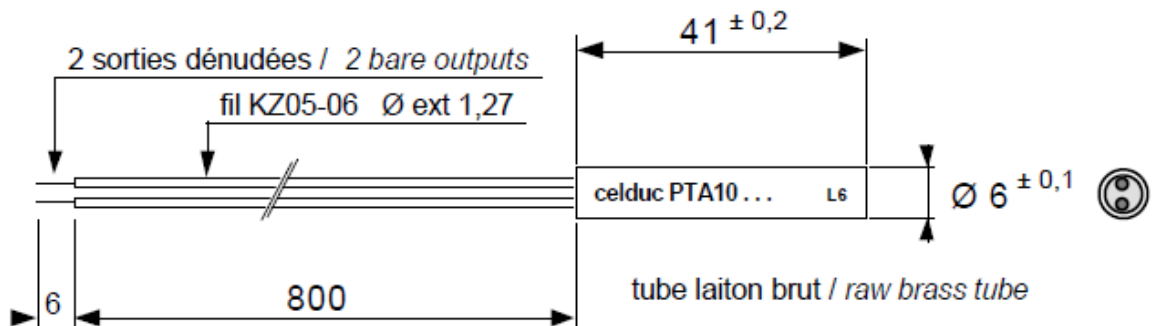 41 ± 0,2
2 sorties dénudées / 2 bare outputs
fil KZ05-06 Ø ext 1,27
celduc PTA10 . . . L6
Ø 6 ± 0,1
6
800
tube laiton brut / raw brass tube